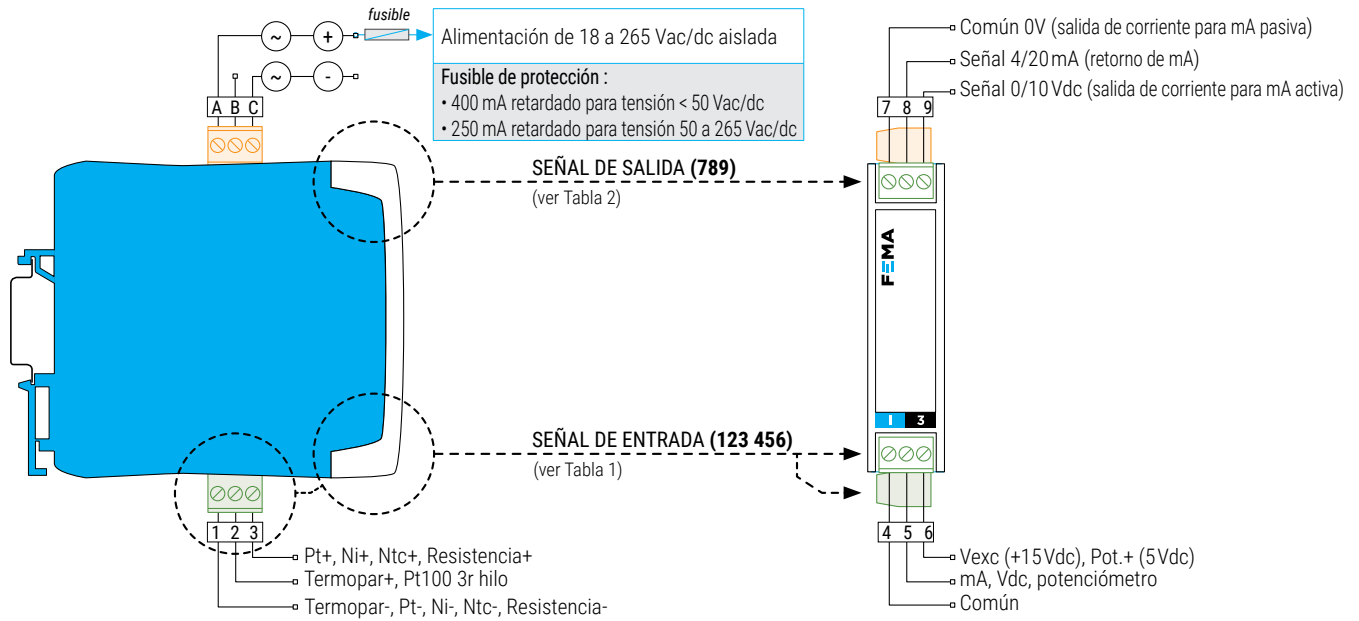 fusible
~ +
Alimentación de 18 a 265 Vac/dc aislada
~ -
Fusible de protección :
• 400 mA retardado para tensión < 50 Vac/dc
• 250 mA retardado para tensión 50 a 265 Vac/dc
A B C
Común 0V (salida de corriente para mA pasiva)
Señal 4/20 mA (retorno de mA)
Señal 0/10 Vdc (salida de corriente para mA activa)
7 8 9
SEÑAL DE SALIDA (789)
(ver Tabla 2)
FEMA
I 3
SEÑAL DE ENTRADA (123 456)
(ver Tabla 1)
1 2 3
Pt+, Ni+, Ntc+, Resistencia+
Termopar+, Pt100 3r hilo
Termopar-, Pt-, Ni-, Ntc-, Resistencia-
4 5 6
Vexc (+15 Vdc), Pot.+ (5 Vdc)
mA, Vdc, potenciómetro
Común